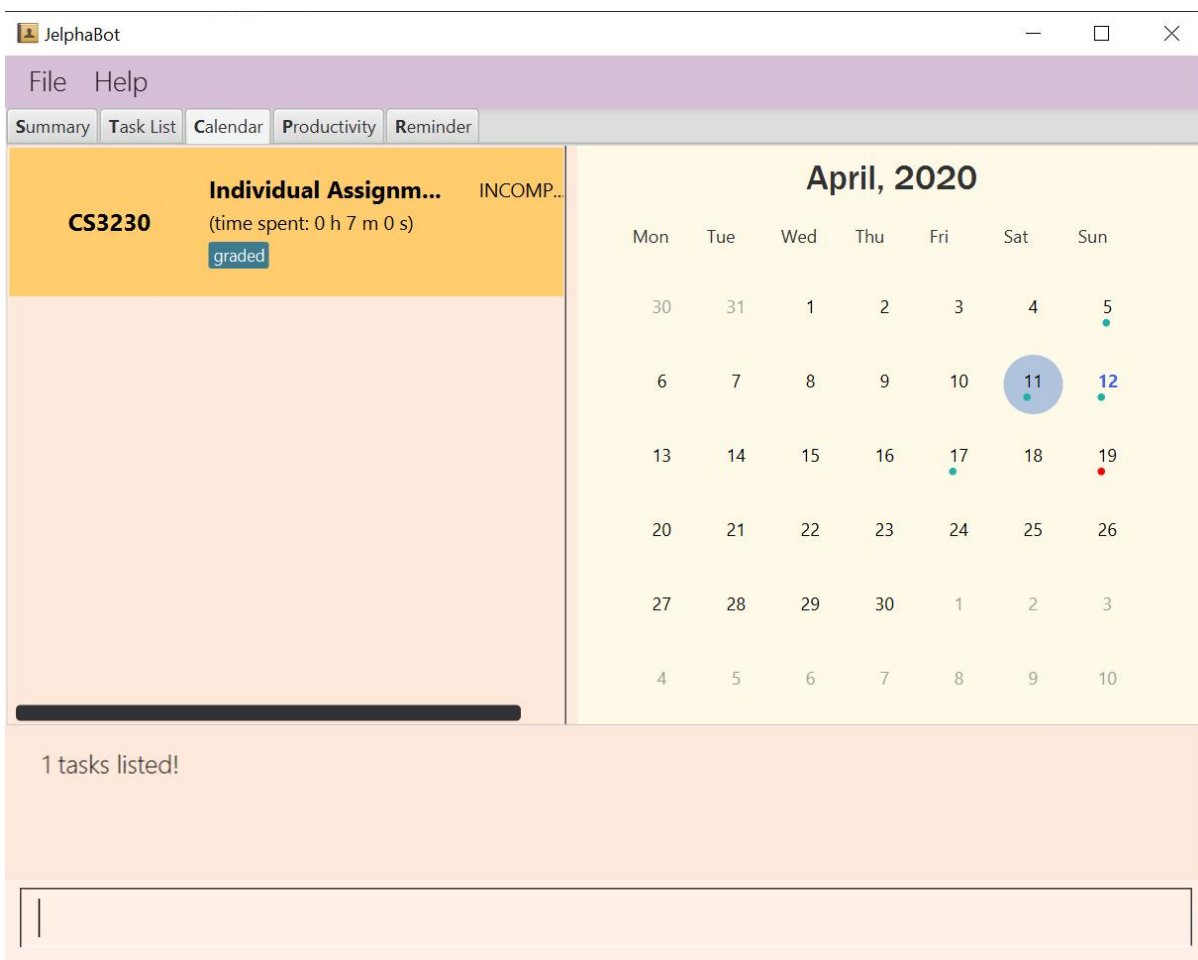 JelphaBot
File Help
Summary Task List Calendar Productivity Reminder
CS3230
Individual Assignm... INCOMP...
(time spent: 0 h 7 m 0 s)
graded
April, 2020
Mon Tue Wed Thu Fri Sat Sun
30 31 1 2 3 4 5
6 7 8 9 10 11 12
13 14 15 16 17 18 19
20 21 22 23 24 25 26
27 28 29 30 1 2 3
4 5 6 7 8 9 10
1 tasks listed!